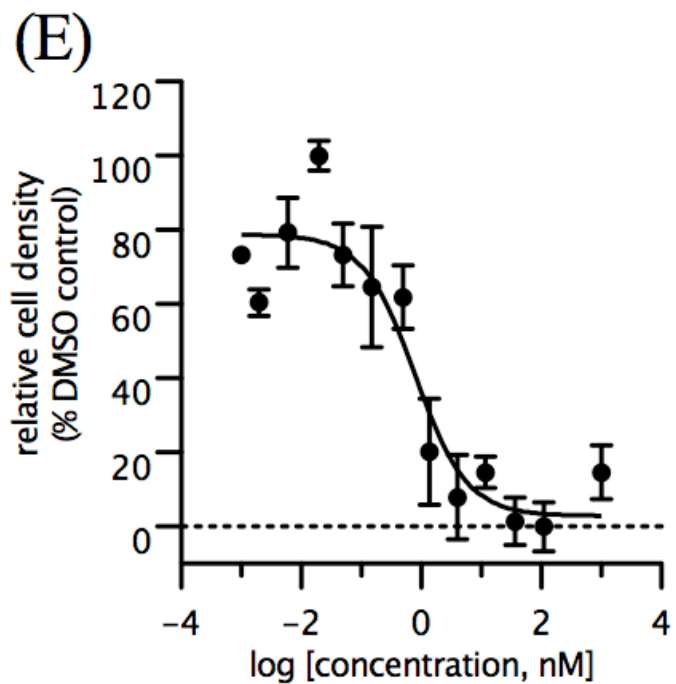 (E)
relative cell density
(% DMSO control)
120
100
80
60
40
20
0
−4 −2 0 2 4
log [concentration, nM]